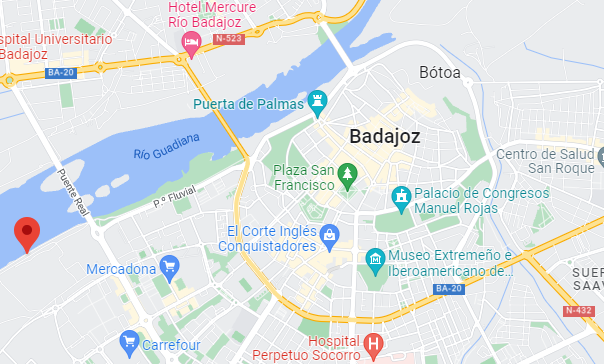 Hotel Mercure
Río Badajoz
N-523
spital Universitario
Badajoz
BA-20
Bótoa
Puerta de Palmas
Badajoz
Río Guadiana
Centro de Salud
San Roque
Plaza San
Francisco
Puente Real
P.º Fluvial
Palacio de Congresos
Manuel Rojas
El Corte Inglés
Conquistadores
Museo Extremeño e
Iberoamericano de...
Mercadona
SUER
SAAV
BA-20
N-432
Carrefour
Hospital
Perpetuo Socorro